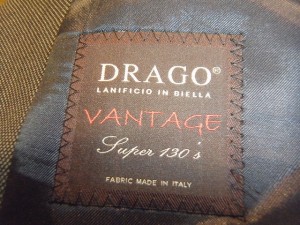 DRAGO®
LANIFICIO IN BIELLA
VANTAGE
Super 130's
FABRIC MADE IN ITALY